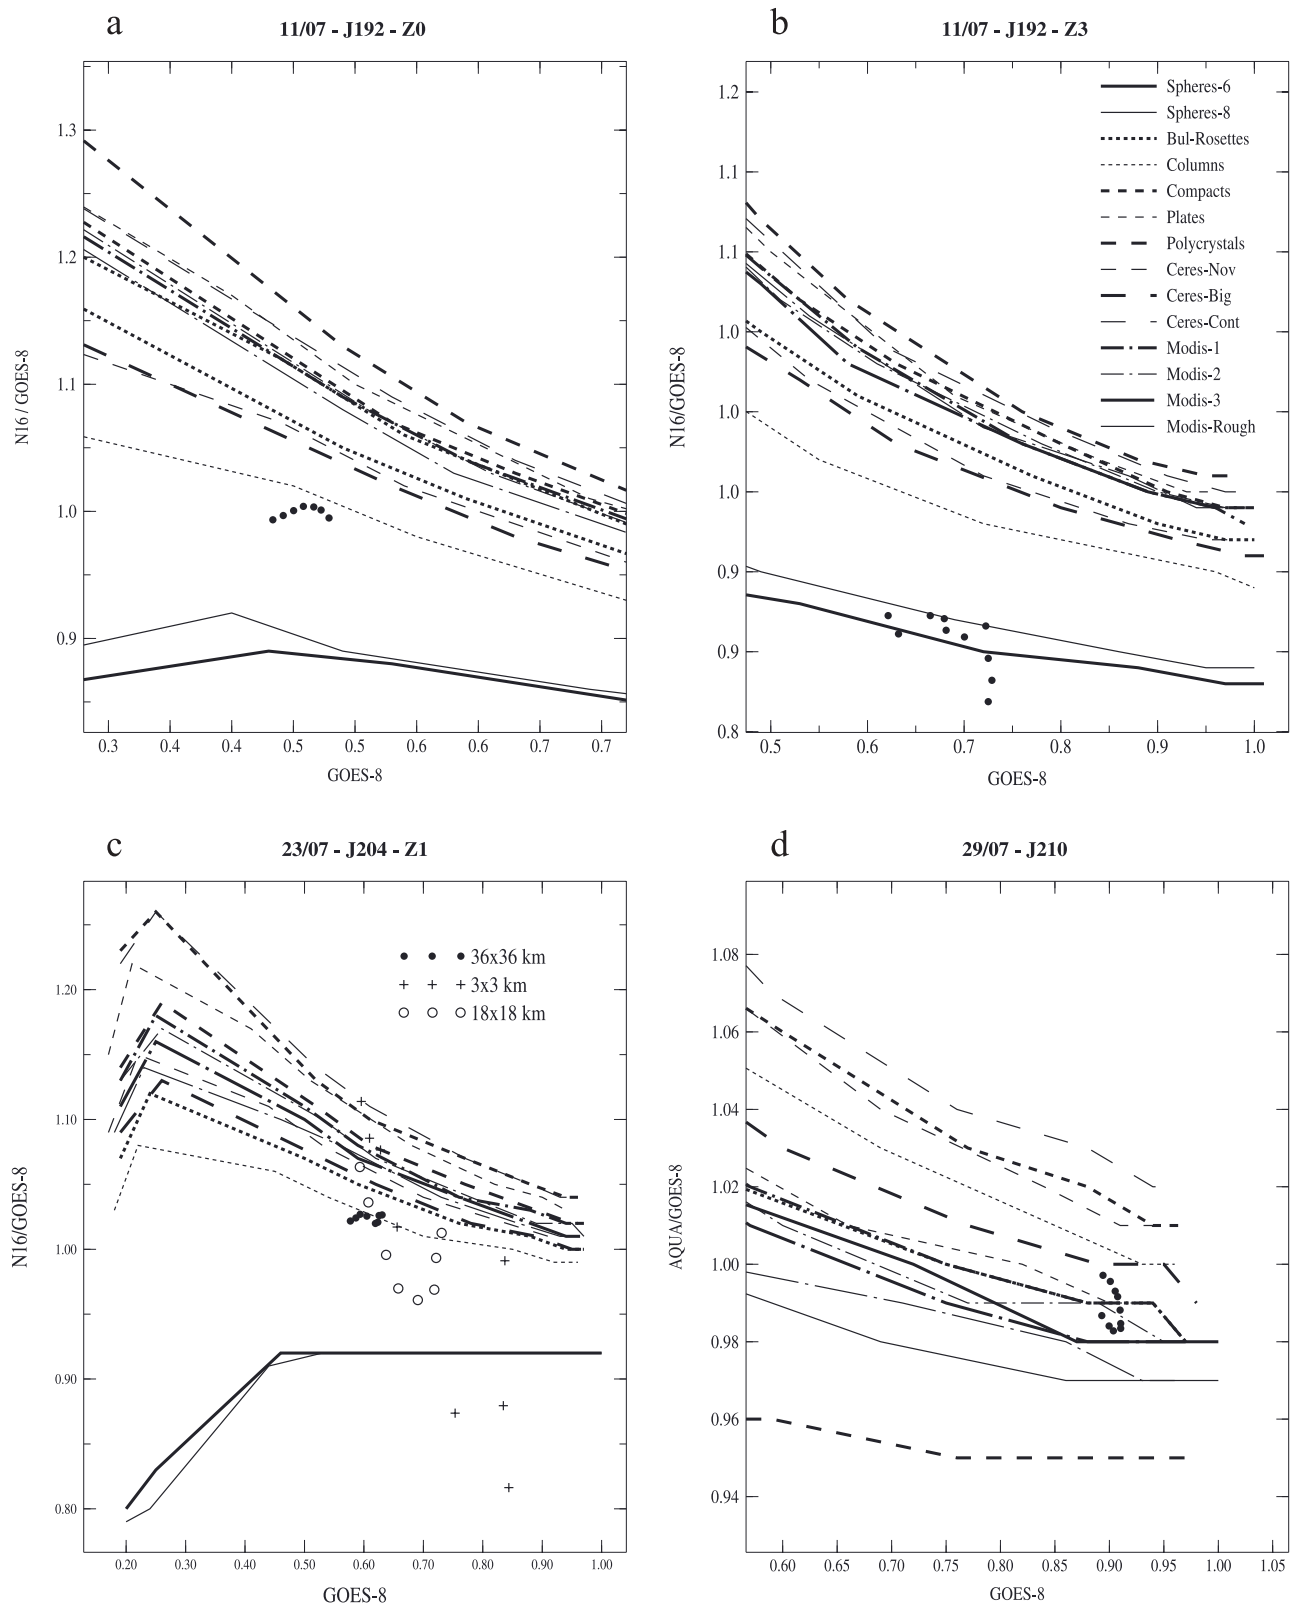 a
11/07 - J192 - Z0
1.3
1.2
1.1
1.0
0.9
N16 / GOES-8
0.3 0.4 0.4 0.5 0.5 0.6 0.6 0.7 0.7
GOES-8
b
11/07 - J192 - Z3
1.2
1.1
1.1
1.0
1.0
1.0
0.9
0.9
0.8
N16/GOES-8
Spheres-6
Spheres-8
Bul-Rosettes
Columns
Compacts
Plates
Polycrystals
Ceres-Nov
Ceres-Big
Ceres-Cont
Modis-1
Modis-2
Modis-3
Modis-Rough
0.5 0.6 0.7 0.8 0.9 1.0
GOES-8
c
23/07 - J204 - Z1
36x36 km
3x3 km
18x18 km
1.20
1.10
1.00
0.90
0.80
N16/GOES-8
0.20 0.30 0.40 0.50 0.60 0.70 0.80 0.90 1.00
GOES-8
d
29/07 - J210
1.08
1.06
1.04
1.02
1.00
0.98
0.96
0.94
AQUA/GOES-8
0.60 0.65 0.70 0.75 0.80 0.85 0.90 0.95 1.00 1.05
GOES-8